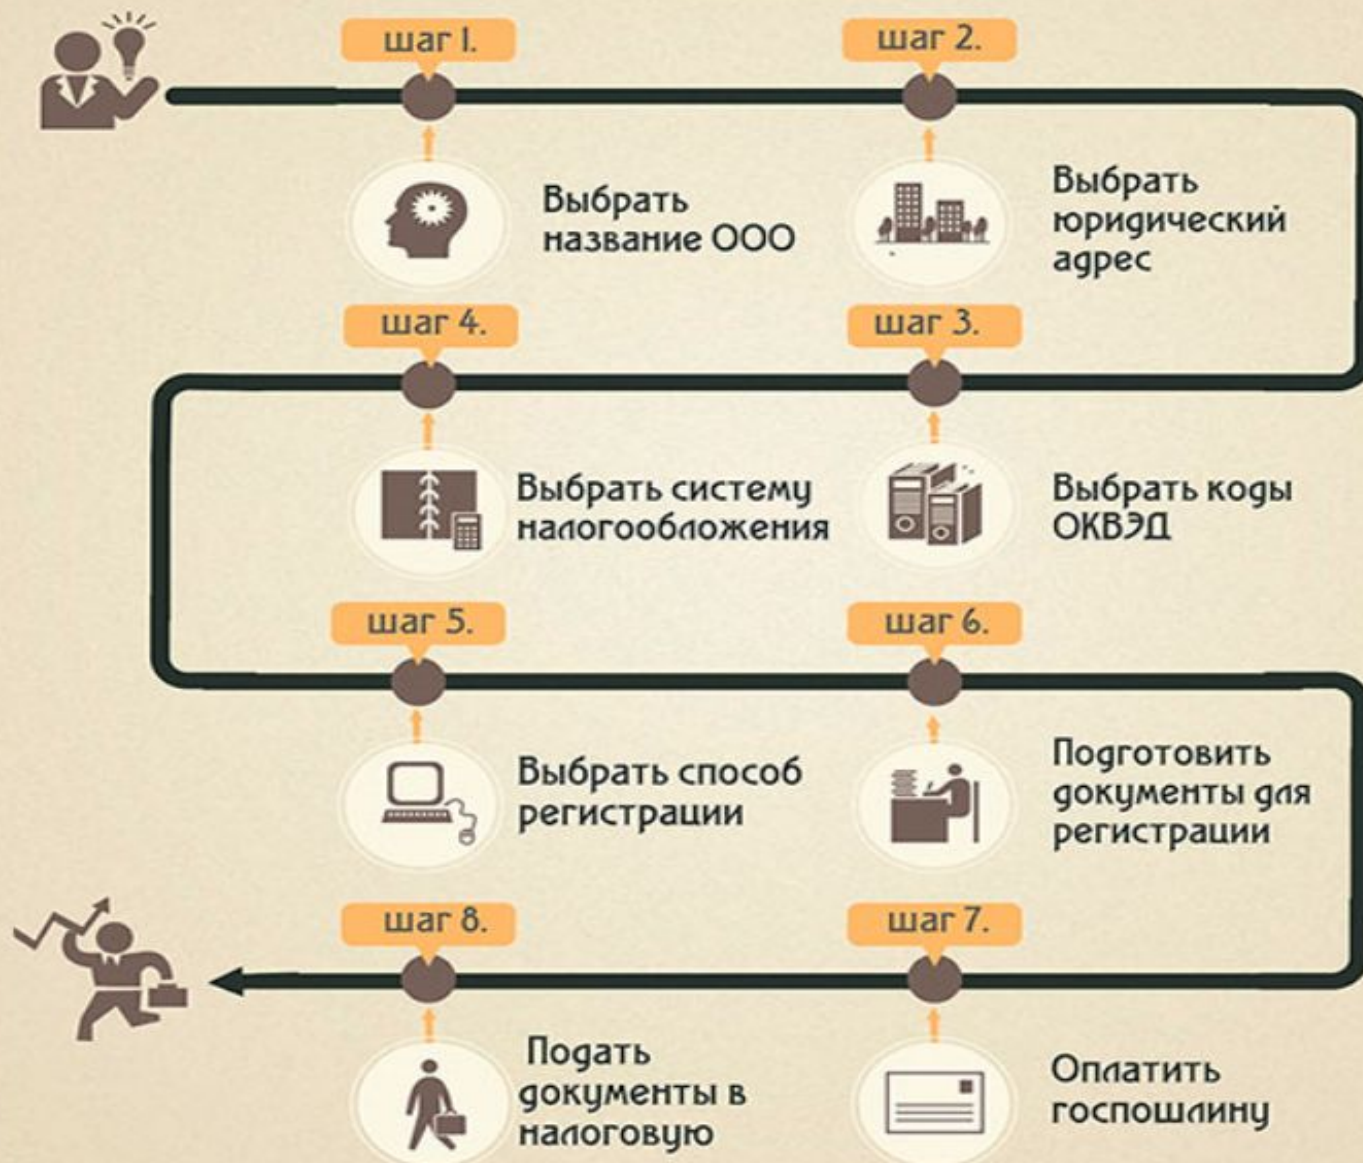 шаг 1.
Выбрать
название ООО
шаг 2.
Выбрать
юридический
адрес
шаг 3.
Выбрать коды
ОКВЭД
шаг 4.
Выбрать систему
налогообложения
шаг 5.
Выбрать способ
регистрации
шаг 6.
Подготовить
документы для
регистрации
шаг 7.
Оплатить
госпошлину
шаг 8.
Подать
документы в
налоговую